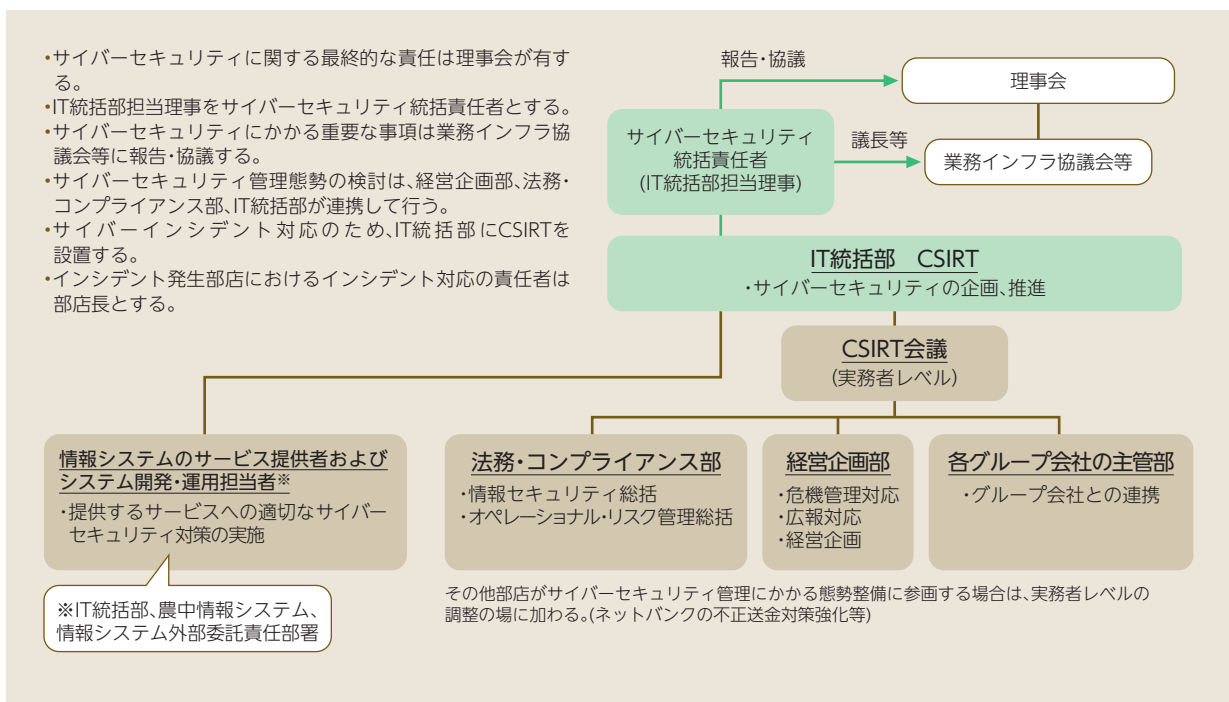 ・サイバーセキュリティに関する最終的な責任は理事会が有す
る。
・IT統括部担当理事をサイバーセキュリティ統括責任者とする。
・サイバーセキュリティにかかる重要な事項は業務インフラ協
議会等に報告・協議する。
・サイバーセキュリティ管理態勢の検討は、経営企画部、法務・
コンプライアンス部、IT統括部が連携して行う。
・サイバーインシデント対応のため、IT統括部にCSIRTを
設置する。
・インシデント発生部店におけるインシデント対応の責任者は
部店長とする。
報告・協議
理事会
サイバーセキュリティ
統括責任者
(IT統括部担当理事)
議長等
業務インフラ協議会等
IT統括部　CSIRT
・サイバーセキュリティの企画、推進
CSIRT会議
(実務者レベル)
情報システムのサービス提供者および
システム開発・運用担当者※
・提供するサービスへの適切なサイバー
セキュリティ対策の実施
※IT統括部、農中情報システム、
情報システム外部委託責任部署
法務・コンプライアンス部
・情報セキュリティ総括
・オペレーショナル・リスク管理総括
経営企画部
・危機管理対応
・広報対応
・経営企画
各グループ会社の主管部
・グループ会社との連携
その他部店がサイバーセキュリティ管理にかかる態勢整備に参画する場合は、実務者レベルの
調整の場に加わる。(ネットバンクの不正送金対策強化等)